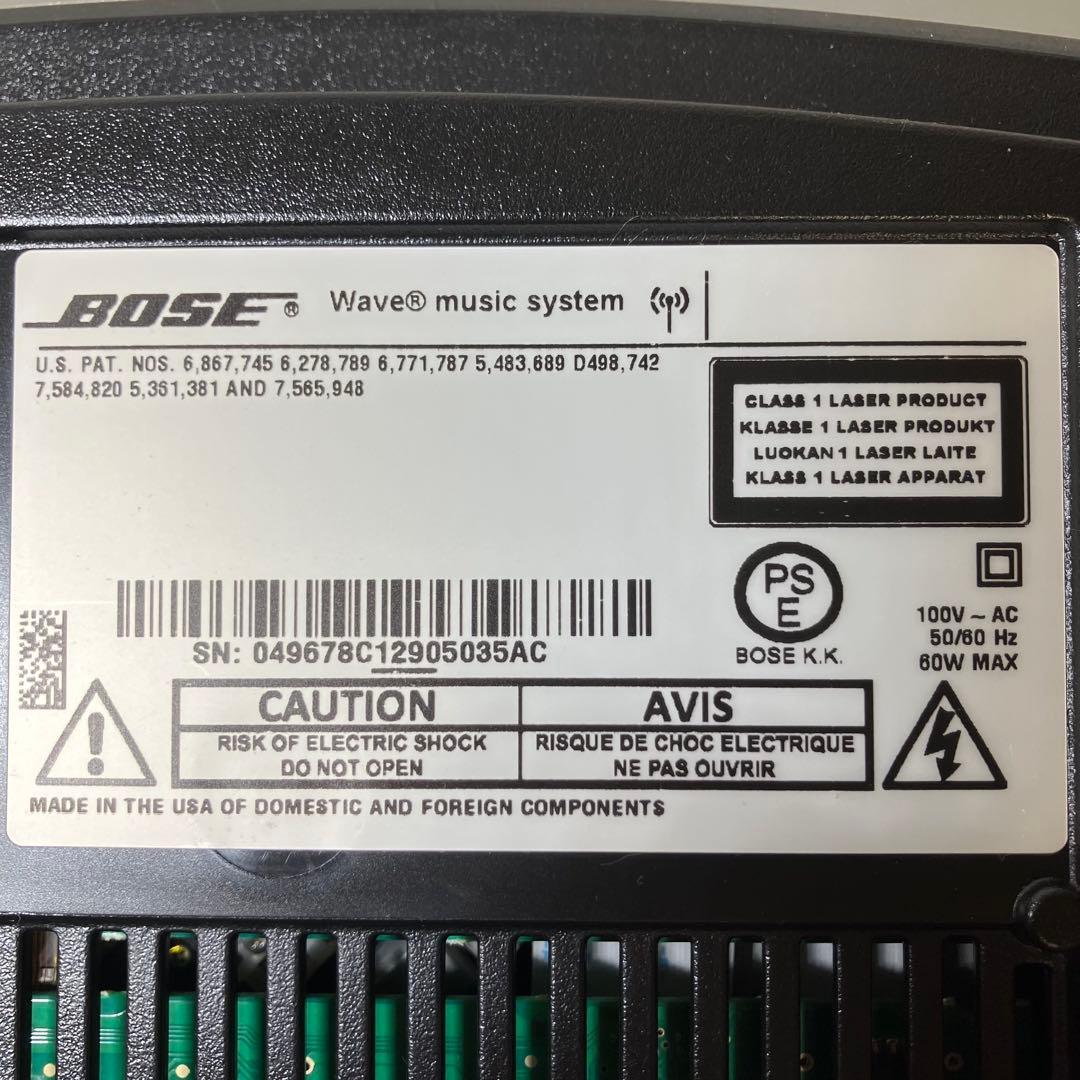 BOSE® Wave® music system
U.S. PAT. NOS. 6,867,745 6,278,789 6,771,787 5,483,689 D498,742
7,584,820 5,361,381 AND 7,565,948
CLASS 1 LASER PRODUCT
KLASSE 1 LASER PRODUKT
LUOKAN 1 LASER LAITE
KLASS 1 LASER APPARAT
PS
E
BOSE K.K.
100V ~ AC
50/60 Hz
60W MAX
SN: 049678C12905035AC
CAUTION
RISK OF ELECTRIC SHOCK
DO NOT OPEN
AVIS
RISQUE DE CHOC ELECTRIQUE
NE PAS OUVRIR
MADE IN THE USA OF DOMESTIC AND FOREIGN COMPONENTS